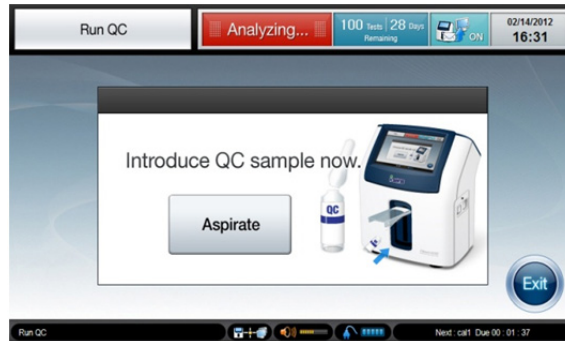 Run QC
Analyzing...
100 Tests 28 Days
Remaining
ON
02/14/2012
16:31
Introduce QC sample now.
QC
Aspirate
Exit
Run QC
Next : cal1 Due 00 : 01 : 37